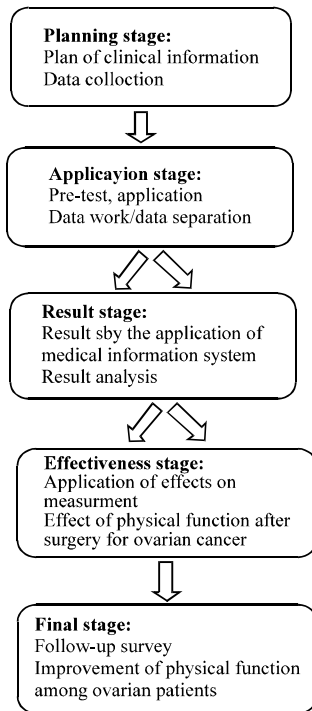 Planning stage:
Plan of clinical information
Data colloction
Applicayion stage:
Pre-test, application
Data work/data separation
Result stage:
Result sby the application of
medical information system
Result analysis
Effectiveness stage:
Application of effects on
measurment
Effect of physical function after
surgery for ovarian cancer
Final stage:
Follow-up survey
Improvement of physical function
among ovarian patients